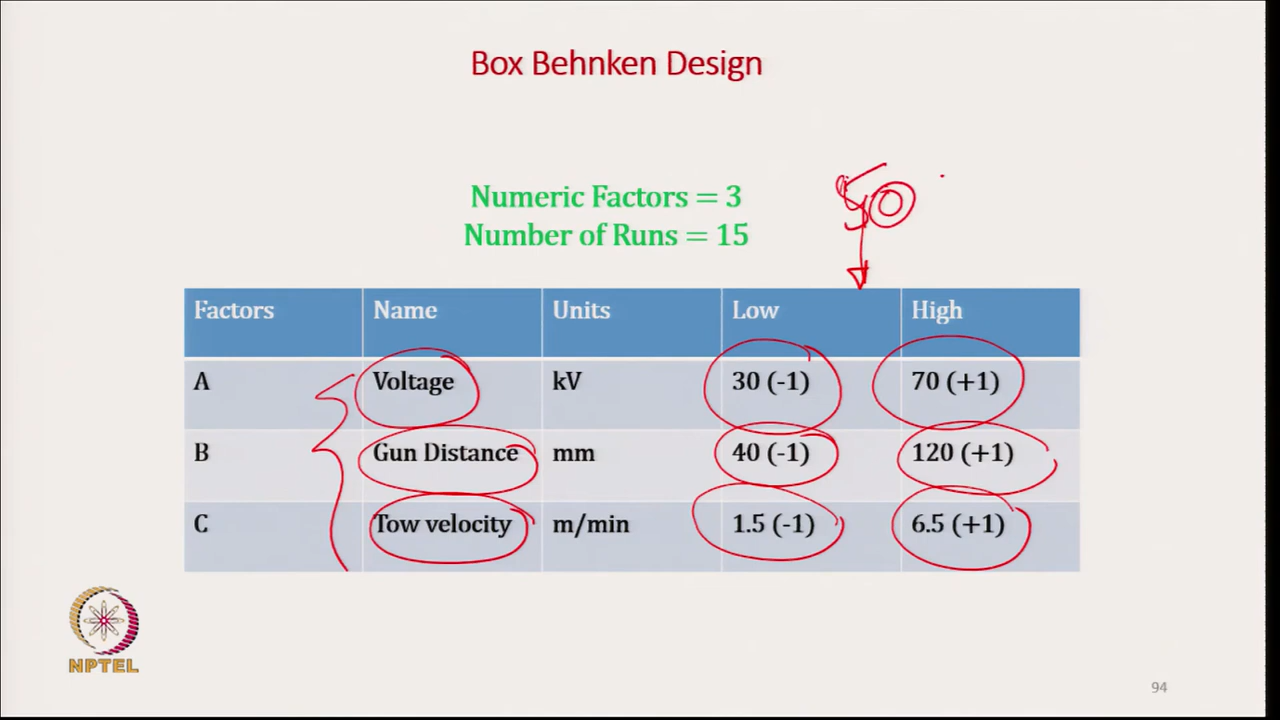 Box Behnken Design
Numeric Factors = 3
Number of Runs = 15
50
Factors Name Units Low High
A Voltage kV 30 (-1) 70 (+1)
B Gun Distance mm 40 (-1) 120 (+1)
C Tow velocity m/min 1.5 (-1) 6.5 (+1)
NPTEL
94